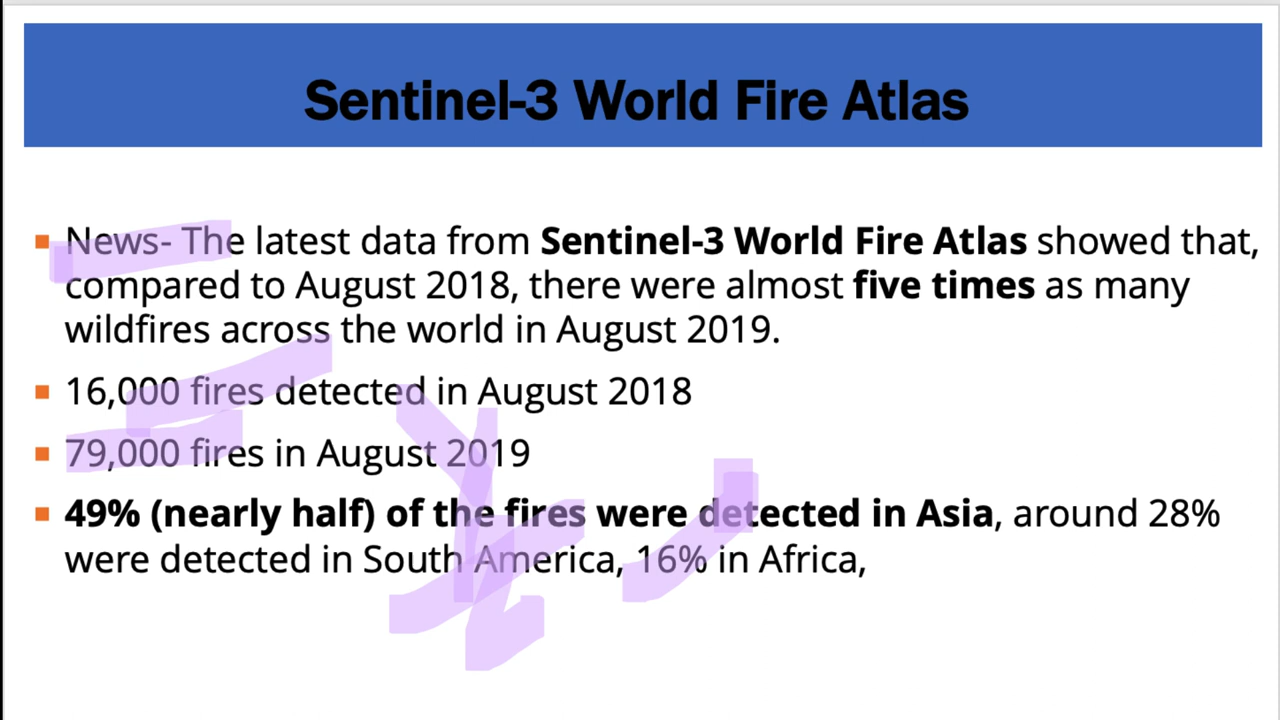 Sentinel-3 World Fire Atlas
News- The latest data from Sentinel-3 World Fire Atlas showed that,
compared to August 2018, there were almost five times as many
wildfires across the world in August 2019.
16,000 fires detected in August 2018
79,000 fires in August 2019
49% (nearly half) of the fires were detected in Asia, around 28%
were detected in South America, 16% in Africa,